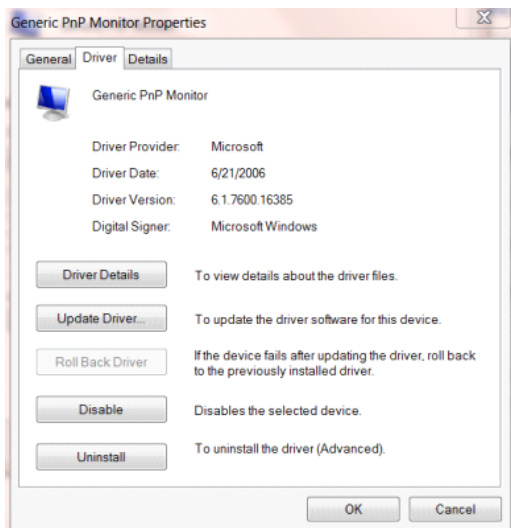 Generic PnP Monitor Properties
General Driver Details
Generic PnP Monitor
Driver Provider: Microsoft
Driver Date: 6/21/2006
Driver Version: 6.1.7600.16385
Digital Signer: Microsoft Windows
Driver Details To view details about the driver files.
Update Driver... To update the driver software for this device.
Roll Back Driver If the device fails after updating the driver, roll back
to the previously installed driver.
Disable Disables the selected device.
Uninstall To uninstall the driver (Advanced).
OK Cancel